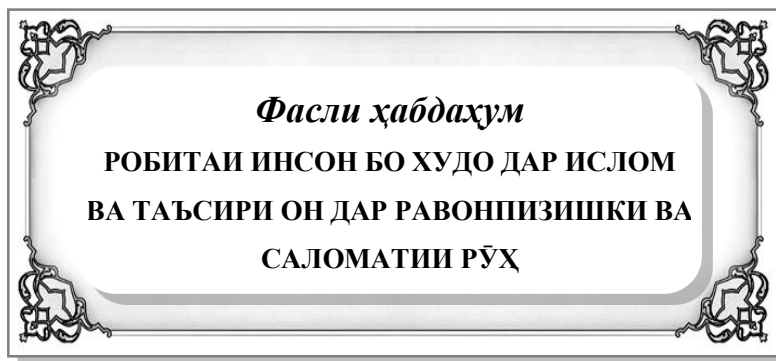 Фасли ҳабдаҳум
РОБИТАИ ИНСОН БО ХУДО ДАР ИСЛОМ
ВА ТАЪСИРИ ОН ДАР РАВОНПИЗИШКИ ВА
САЛОМАТИИ РӮҲ